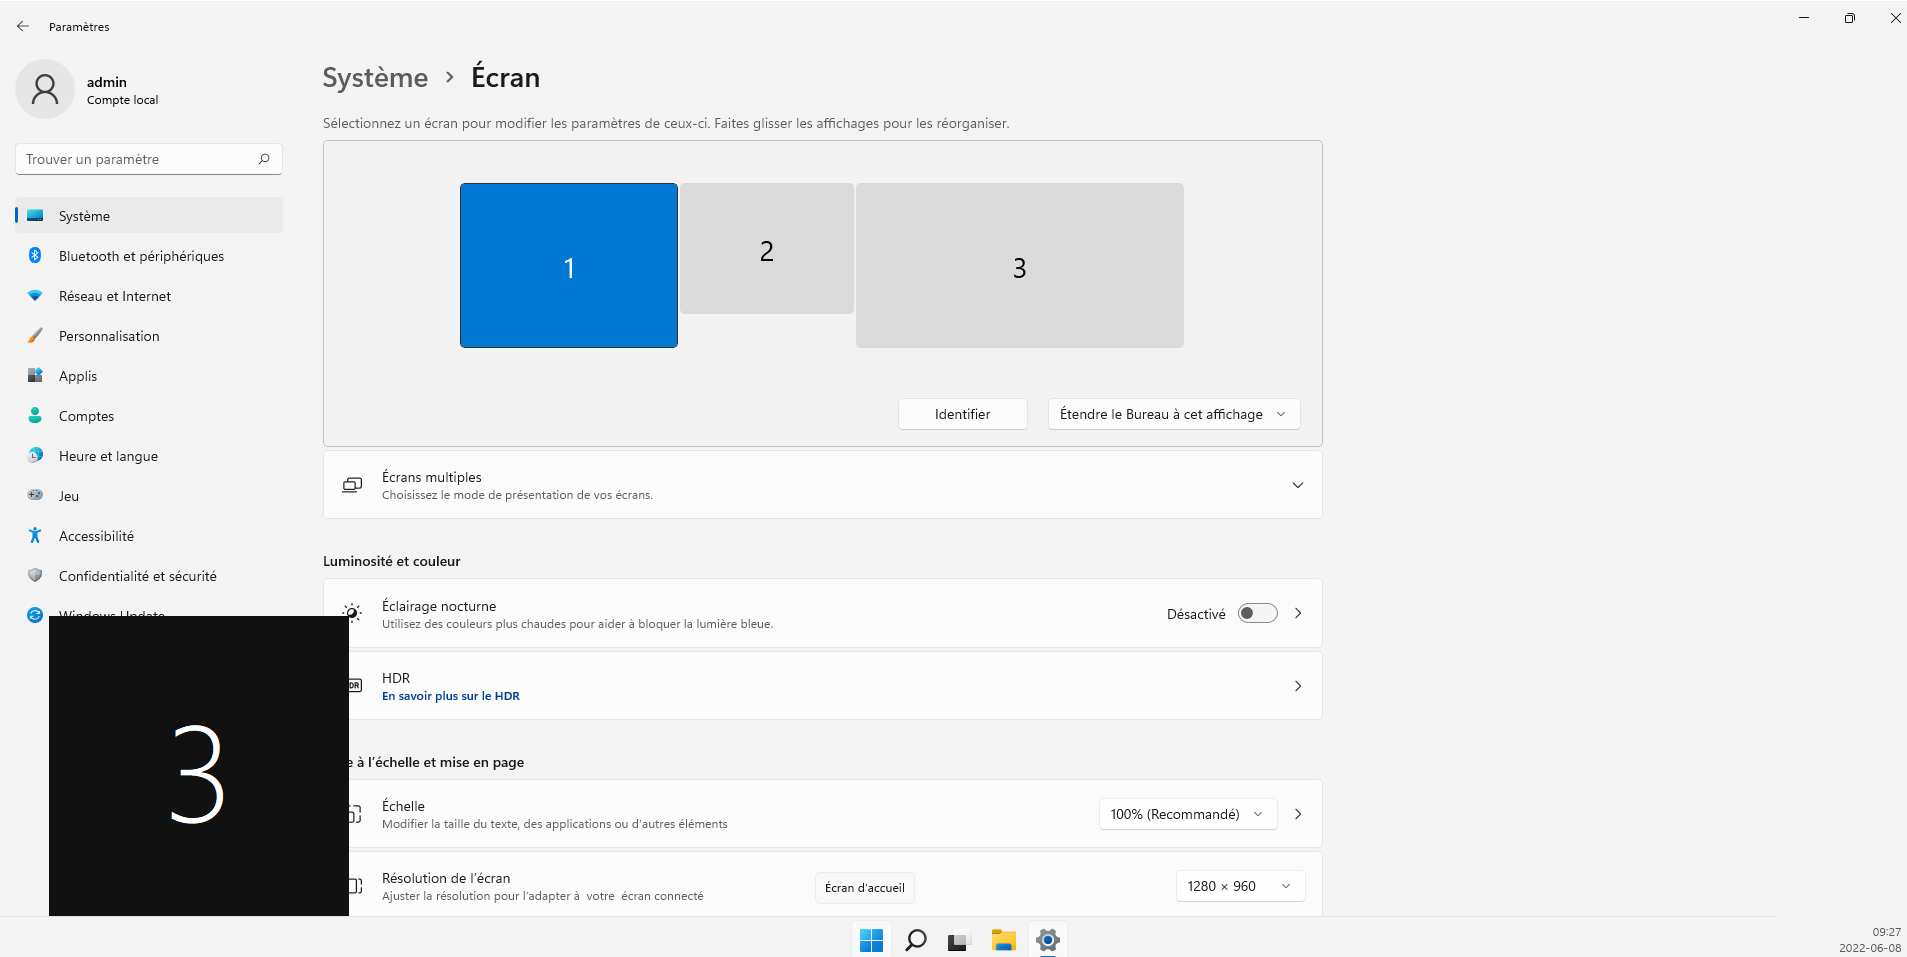 Paramètres
admin
Compte local
Trouver un paramètre
Système
Bluetooth et périphériques
Réseau et Internet
Personnalisation
Applis
Comptes
Heure et langue
Jeu
Accessibilité
Confidentialité et sécurité
Windows Update
3
Système > Écran
Sélectionnez un écran pour modifier les paramètres de ceux-ci. Faites glisser les affichages pour les réorganiser.
1
2
3
Identifier
Étendre le Bureau à cet affichage
Écrans multiples
Choisissez le mode de présentation de vos écrans.
Luminosité et couleur
Éclairage nocturne
Utilisez des couleurs plus chaudes pour aider à bloquer la lumière bleue.
Désactivé
HDR
En savoir plus sur le HDR
à l'échelle et mise en page
Échelle
Modifier la taille du texte, des applications ou d'autres éléments
100% (Recommandé)
Résolution de l'écran
Ajuster la résolution pour l'adapter à votre écran connecté
Écran d'accueil
1280 × 960
09:27
2022-06-08